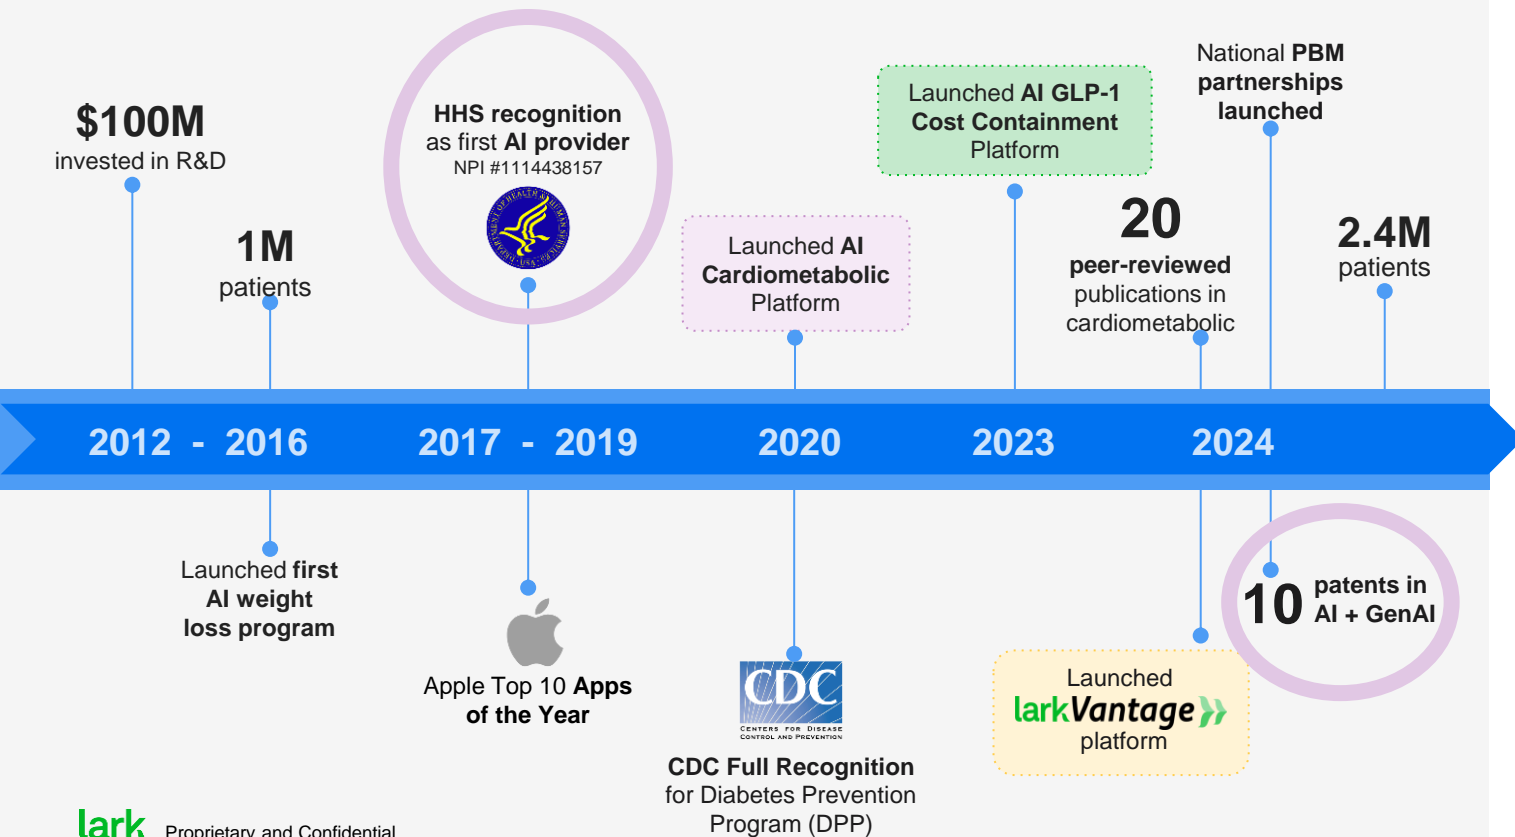 $100M
invested in R&D
1M
patients
HHS recognition
as first AI provider
NPI #1114438157
Launched AI
Cardiometabolic
Platform
Launched AI GLP-1
Cost Containment
Platform
20
peer-reviewed
publications in
cardiometabolic
National PBM
partnerships
launched
2.4M
patients
2012 - 2016
2017 - 2019
2020
2023
2024
Launched first
AI weight
loss program
Apple Top 10 Apps
of the Year
CDC
CENTERS FOR DISEASE
CONTROL AND PREVENTION
CDC Full Recognition
for Diabetes Prevention
Program (DPP)
Launched
larkVantage
platform
10
patents in
AI + GenAI
lark
Proprietary and Confidential